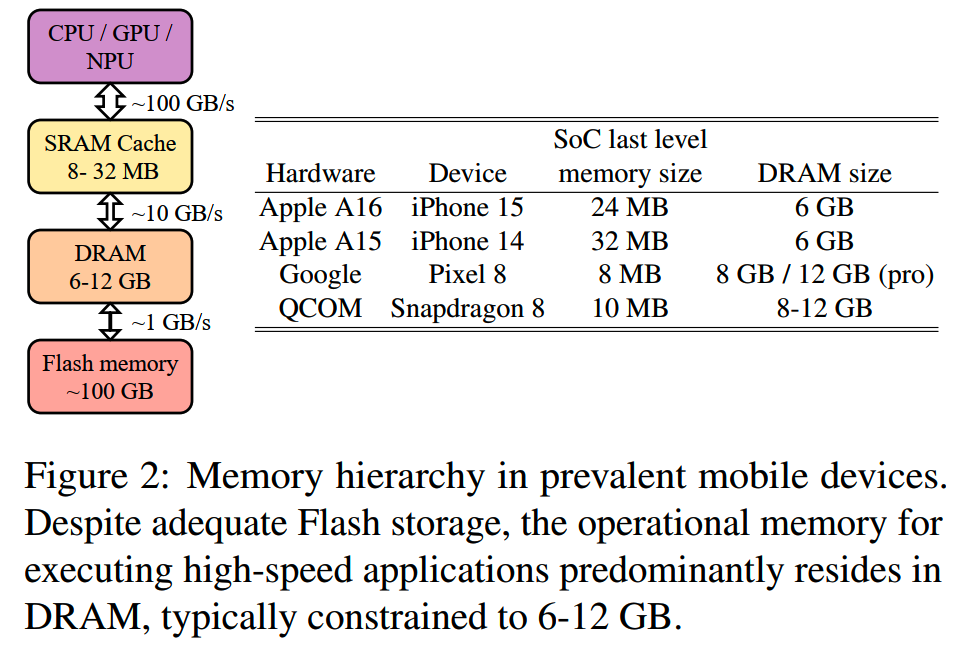 CPU / GPU /
NPU
~100 GB/s
SRAM Cache
8- 32 MB
~10 GB/s
DRAM
6-12 GB
~1 GB/s
Flash memory
~100 GB
SoC last level
Hardware Device memory size DRAM size
Apple A16 iPhone 15 24 MB 6 GB
Apple A15 iPhone 14 32 MB 6 GB
Google Pixel 8 8 MB 8 GB / 12 GB (pro)
QCOM Snapdragon 8 10 MB 8-12 GB
Figure 2: Memory hierarchy in prevalent mobile devices.
Despite adequate Flash storage, the operational memory for
executing high-speed applications predominantly resides in
DRAM, typically constrained to 6-12 GB.